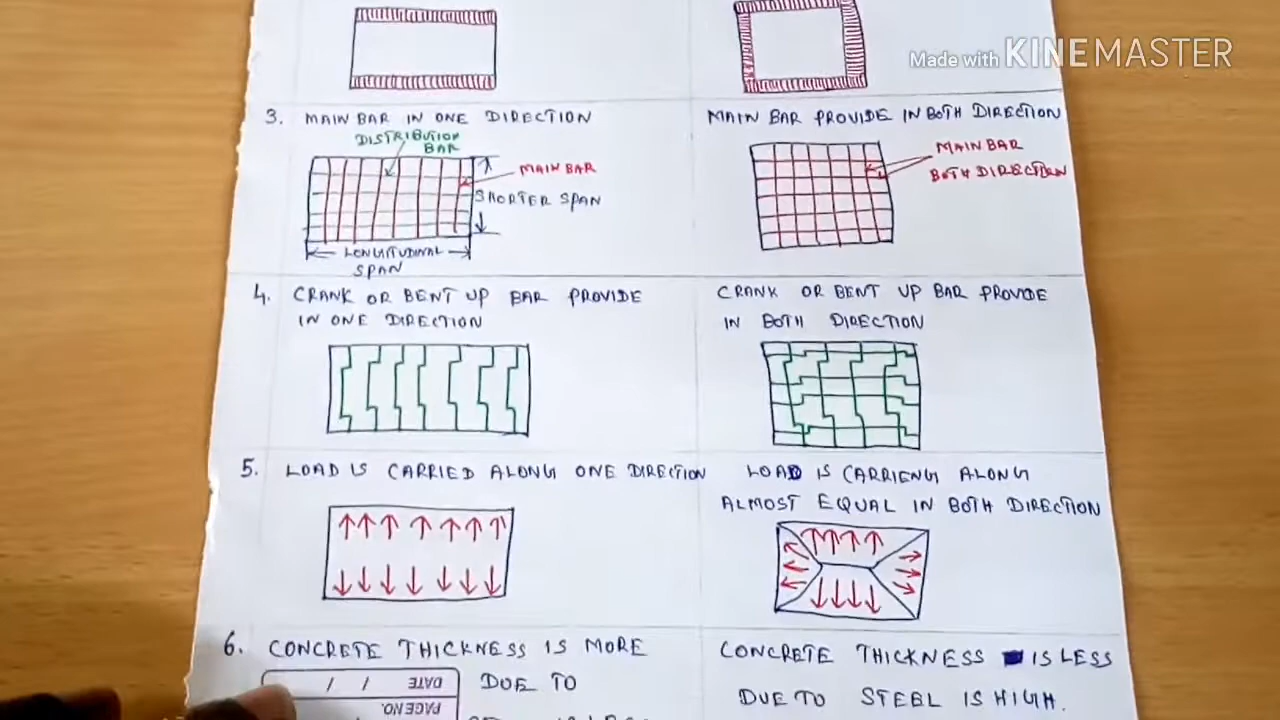 Made with KINEMASTER
3. MAIN BAR IN ONE DIRECTION
DISTRIBUTION
BAR
MAIN BAR
SHORTER SPAN
LONGITUDINAL
SPAN
MAIN BAR PROVIDE IN BOTH DIRECTION
MAIN BAR
BOTH DIRECTION
4. CRANK OR BENT UP BAR PROVIDE
IN ONE DIRECTION
CRANK OR BENT UP BAR PROVIDE
IN BOTH DIRECTION
5. LOAD IS CARRIED ALONG ONE DIRECTION
LOAD IS CARRIENG ALONG
ALMOST EQUAL IN BOTH DIRECTION
6. CONCRETE THICKNESS IS MORE
DUE TO
DATE / /
PAGE NO.
CONCRETE THICKNESS IS LESS
DUE TO STEEL IS HIGH.